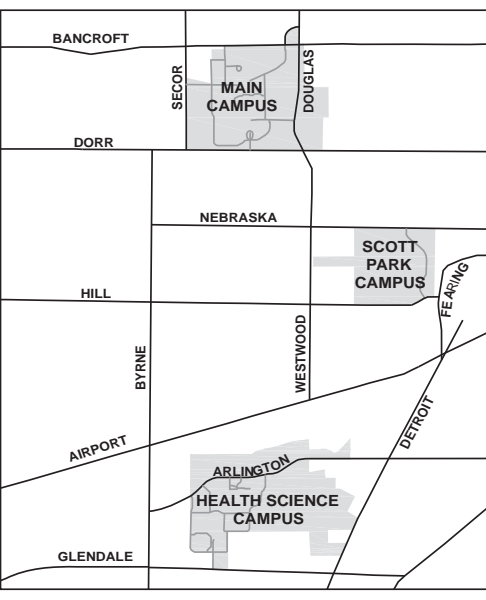 BANCROFT
SECOR
MAIN
CAMPUS
DOUGLAS
DORR
NEBRASKA
SCOTT
PARK
CAMPUS
FEARING
HILL
BYRNE
WESTWOOD
DETROIT
AIRPORT
ARLINGTON
HEALTH SCIENCE
CAMPUS
GLENDALE